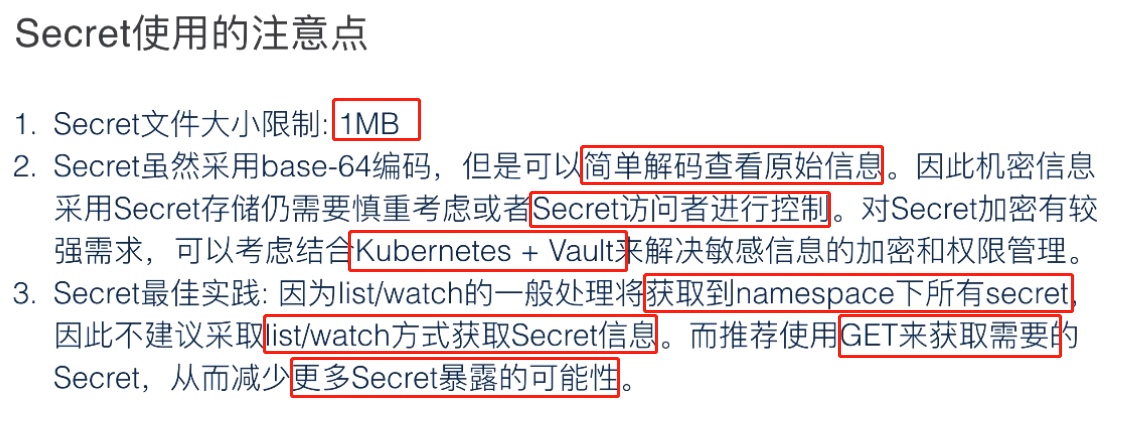 Secret使用的注意点
1. Secret文件大小限制: 1MB
2. Secret虽然采用base-64编码，但是可以简单解码查看原始信息。因此机密信息
采用Secret存储仍需要慎重考虑或者Secret访问者进行控制。对Secret加密有较
强需求，可以考虑结合Kubernetes + Vault来解决敏感信息的加密和权限管理。
3. Secret最佳实践: 因为list/watch的一般处理将获取到namespace下所有secret,
因此不建议采取list/watch方式获取Secret信息。而推荐使用GET来获取需要的
Secret，从而减少更多Secret暴露的可能性。